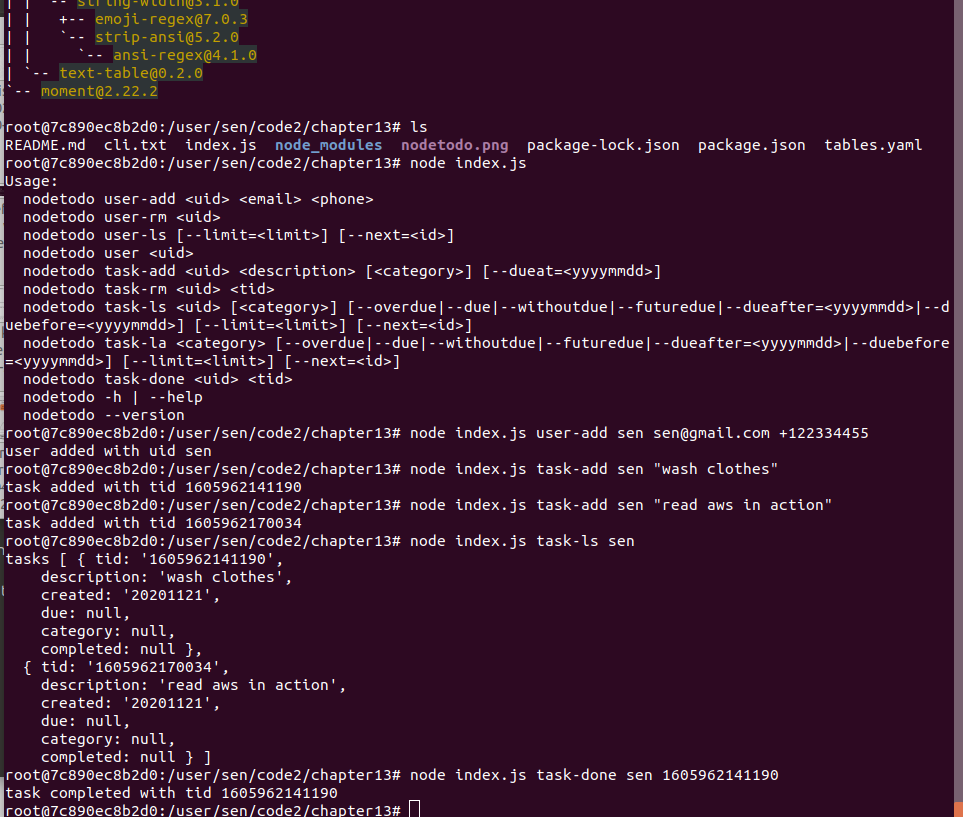 | |  `-- string-width@3.1.0
| |   +-- emoji-regex@7.0.3
| |   `-- strip-ansi@5.2.0
| |     `-- ansi-regex@4.1.0
| `-- text-table@0.2.0
`-- moment@2.22.2
root@7c890ec8b2d0:/user/sen/code2/chapter13# ls
README.md  cli.txt  index.js  node_modules  nodetodo.png  package-lock.json  package.json  tables.yaml
root@7c890ec8b2d0:/user/sen/code2/chapter13# node index.js
Usage:
  nodetodo user-add <uid> <email> <phone>
  nodetodo user-rm <uid>
  nodetodo user-ls [--limit=<limit>] [--next=<id>]
  nodetodo user <uid>
  nodetodo task-add <uid> <description> [<category>] [--dueat=<yyyymmdd>]
  nodetodo task-rm <uid> <tid>
  nodetodo task-ls <uid> [<category>] [--overdue|--due|--withoutdue|--futuredue|--dueafter=<yyyymmdd>|--d
uebefore=<yyyymmdd>] [--limit=<limit>] [--next=<id>]
  nodetodo task-la <category> [--overdue|--due|--withoutdue|--futuredue|--dueafter=<yyyymmdd>|--duebefore
=<yyyymmdd>] [--limit=<limit>] [--next=<id>]
  nodetodo task-done <uid> <tid>
  nodetodo -h | --help
  nodetodo --version
root@7c890ec8b2d0:/user/sen/code2/chapter13# node index.js user-add sen sen@gmail.com +122334455
user added with uid sen
root@7c890ec8b2d0:/user/sen/code2/chapter13# node index.js task-add sen "wash clothes"
task added with tid 1605962141190
root@7c890ec8b2d0:/user/sen/code2/chapter13# node index.js task-add sen "read aws in action"
task added with tid 1605962170034
root@7c890ec8b2d0:/user/sen/code2/chapter13# node index.js task-ls sen
tasks [ { tid: '1605962141190',
    description: 'wash clothes',
    created: '20201121',
    due: null,
    category: null,
    completed: null },
  { tid: '1605962170034',
    description: 'read aws in action',
    created: '20201121',
    due: null,
    category: null,
    completed: null } ]
root@7c890ec8b2d0:/user/sen/code2/chapter13# node index.js task-done sen 1605962141190
task completed with tid 1605962141190
root@7c890ec8b2d0:/user/sen/code2/chapter13#